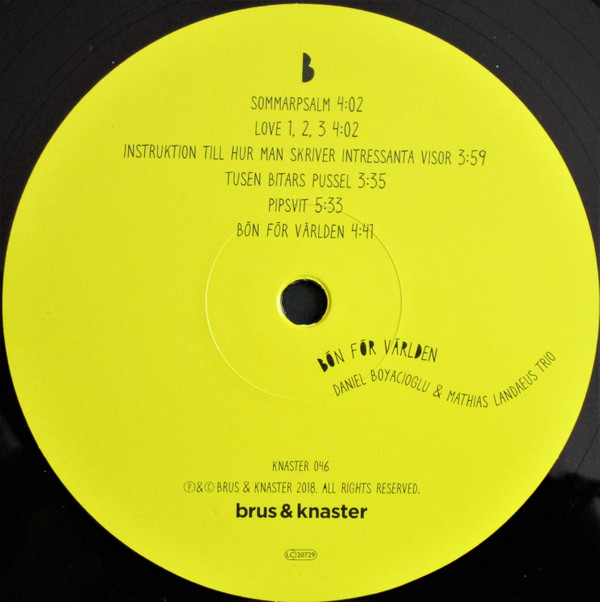 B
SOMMARPSALM 4:02
LOVE 1, 2, 3 4:02
INSTRUKTION TILL HUR MAN SKRIVER INTRESSANTA VISOR 3:59
TUSEN BITARS PUSSEL 3:35
PIPSVIT 5:33
BÖN FÖR VÄRLDEN 4:41
BÖN FÖR VÄRLDEN
DANIEL BOYACIOGLU & MATHIAS LANDAEUS TRIO
KNASTER 046
℗&© BRUS & KNASTER 2018. ALL RIGHTS RESERVED.
brus & knaster
LC 20729